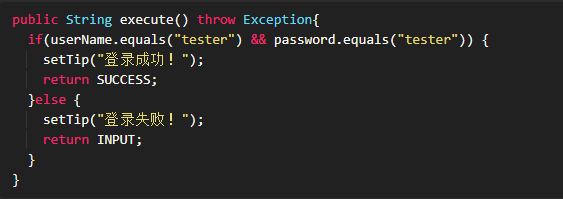 public String execute() throw Exception{
if(userName.equals("tester") && password.equals("tester")) {
setTip("登录成功！");
return SUCCESS;
}else {
setTip("登录失败！");
return INPUT;
}
}